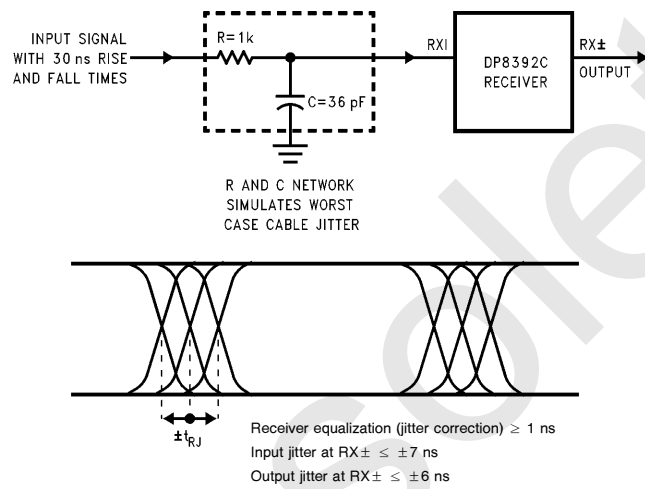 INPUT SIGNAL
WITH 30 ns RISE
AND FALL TIMES
R=1k
C=36 pF
RXI
DP8392C
RECEIVER
RX±
OUTPUT
R AND C NETWORK
SIMULATES WORST
CASE CABLE JITTER
±tRJ
Receiver equalization (jitter correction) ≥ 1 ns
Input jitter at RX± ≤ ±7 ns
Output jitter at RX± ≤ ±6 ns